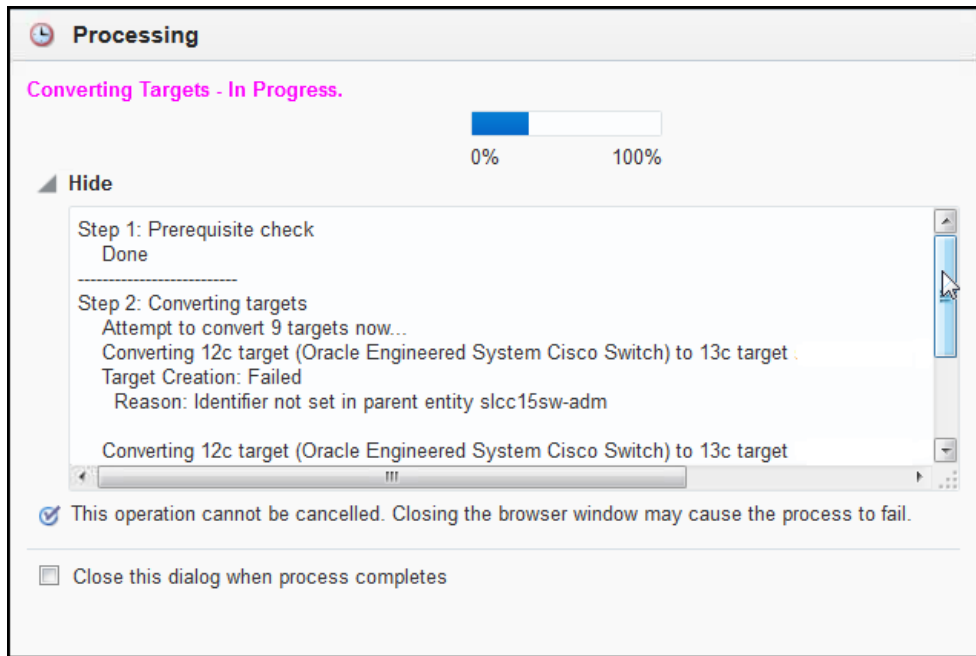 Processing
Converting Targets - In Progress.
0% 100%
Hide
Step 1: Prerequisite check
Done
--------------------------
Step 2: Converting targets
Attempt to convert 9 targets now...
Converting 12c target (Oracle Engineered System Cisco Switch) to 13c target
Target Creation: Failed
Reason: Identifier not set in parent entity slcc15sw-adm
Converting 12c target (Oracle Engineered System Cisco Switch) to 13c target
This operation cannot be cancelled. Closing the browser window may cause the process to fail.
Close this dialog when process completes